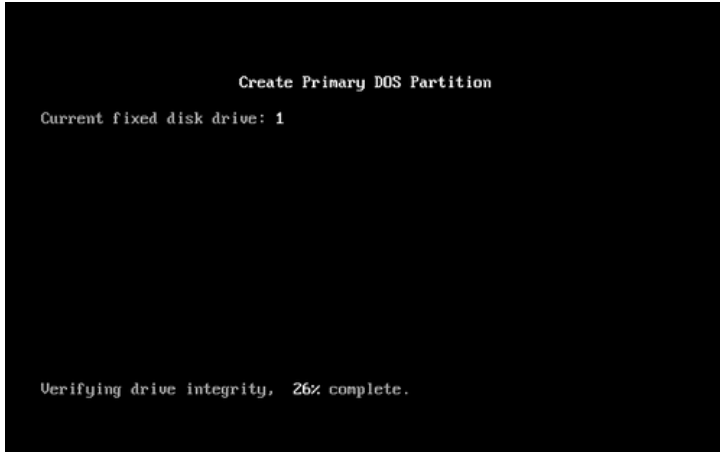 Create Primary DOS Partition
Current fixed disk drive: 1
Verifying drive integrity, 26% complete.